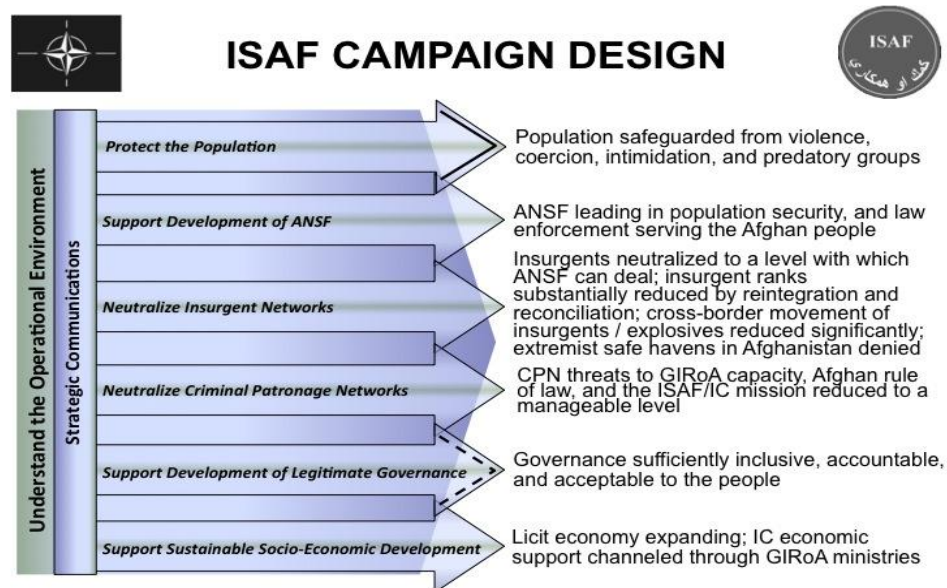 ISAF CAMPAIGN DESIGN
ISAF
كمك او همكاري
Understand the Operational Environment
Strategic Communications
Protect the Population
Population safeguarded from violence,
coercion, intimidation, and predatory groups
Support Development of ANSF
ANSF leading in population security, and law
enforcement serving the Afghan people
Neutralize Insurgent Networks
Insurgents neutralized to a level with which
ANSF can deal; insurgent ranks
substantially reduced by reintegration and
reconciliation; cross-border movement of
insurgents / explosives reduced significantly;
extremist safe havens in Afghanistan denied
Neutralize Criminal Patronage Networks
CPN threats to GIRoA capacity, Afghan rule
of law, and the ISAF/IC mission reduced to a
manageable level
Support Development of Legitimate Governance
Governance sufficiently inclusive, accountable,
and acceptable to the people
Support Sustainable Socio-Economic Development
Licit economy expanding; IC economic
support channeled through GIRoA ministries